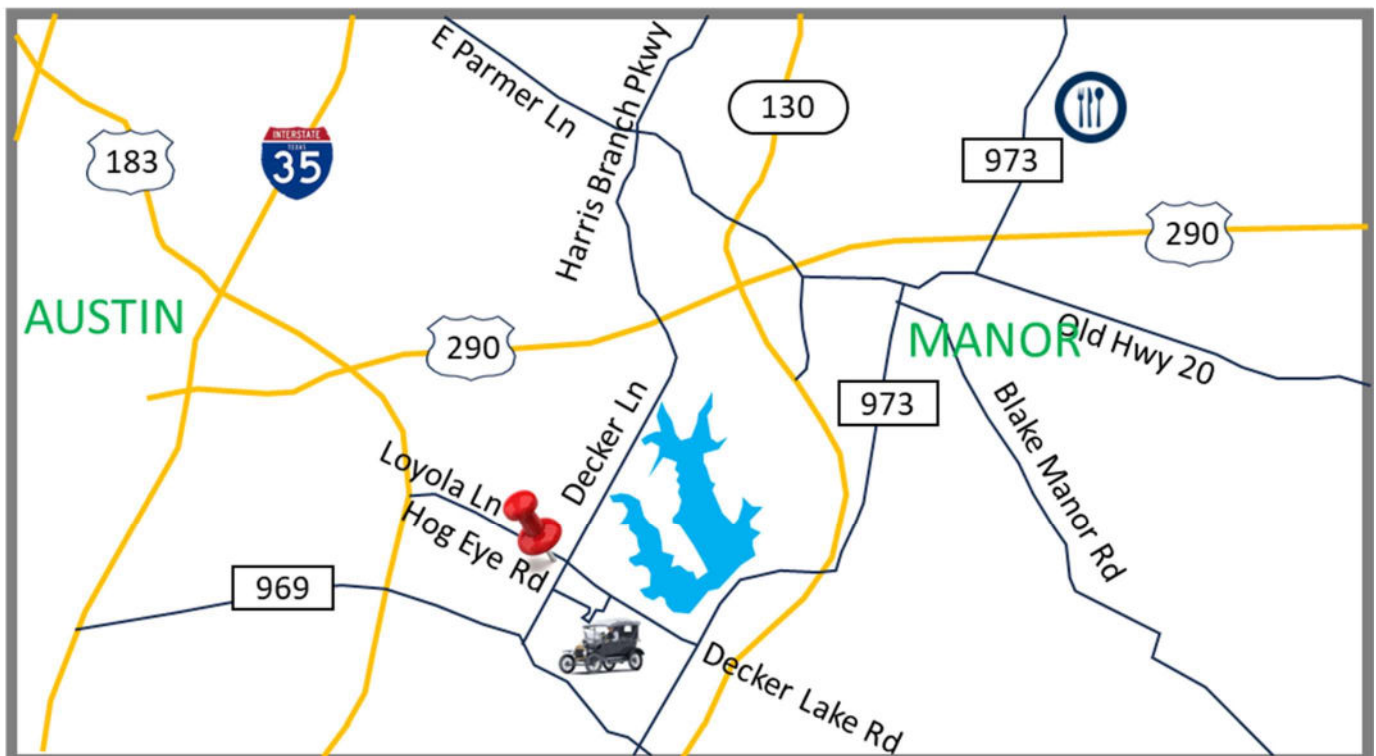 E Parmer Ln
Harris Branch Pkwy
130
183
INTERSTATE
TEXAS
35
973
290
AUSTIN
290
MANOR
Old Hwy 20
973
Decker Ln
Blake Manor Rd
Loyola Ln
Hog Eye Rd
969
Decker Lake Rd